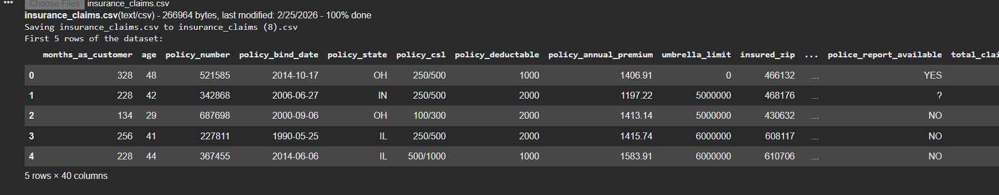 ••• Choose Files insurance_claims.csv
insurance_claims.csv(text/csv) - 266964 bytes, last modified: 2/25/2026 - 100% done
Saving insurance_claims.csv to insurance_claims (8).csv
First 5 rows of the dataset:
months_as_customer age policy_number policy_bind_date policy_state policy_csl policy_deductable policy_annual_premium umbrella_limit insured_zip ... police_report_available total_clai
0 328 48 521585 2014-10-17 OH 250/500 1000 1406.91 0 466132 ... YES
1 228 42 342868 2006-06-27 IN 250/500 2000 1197.22 5000000 468176 ... ?
2 134 29 687698 2000-09-06 OH 100/300 2000 1413.14 5000000 430632 ... NO
3 256 41 227811 1990-05-25 IL 250/500 2000 1415.74 6000000 608117 ... NO
4 228 44 367455 2014-06-06 IL 500/1000 1000 1583.91 6000000 610706 ... NO
5 rows × 40 columns